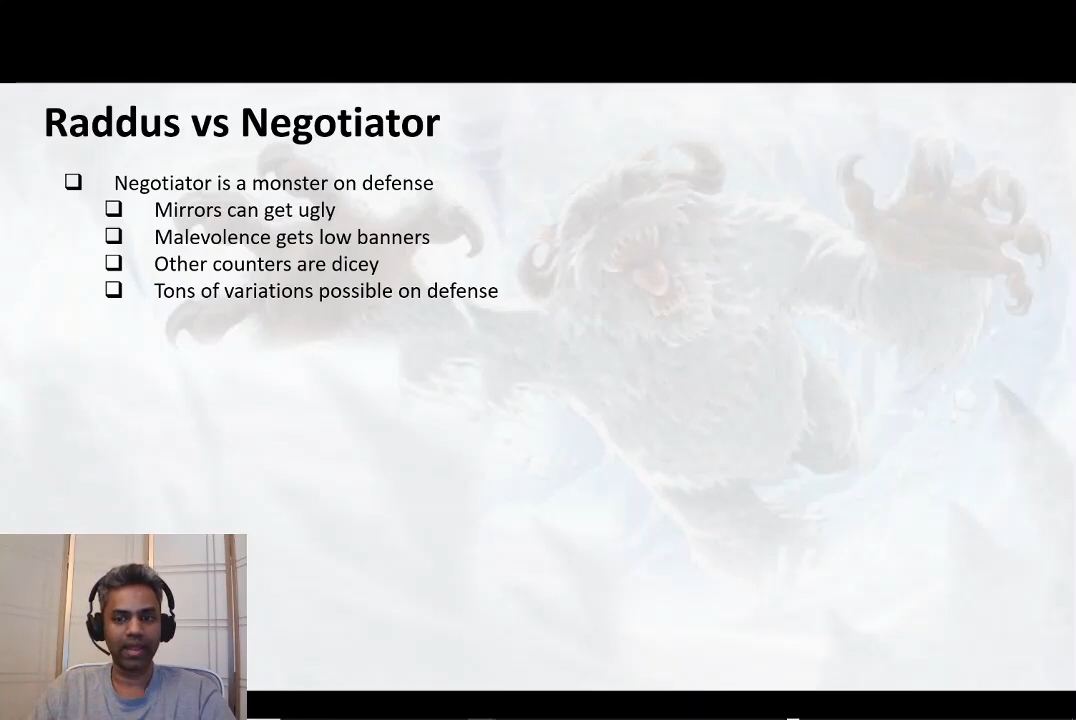 Raddus vs Negotiator
Negotiator is a monster on defense
Mirrors can get ugly
Malevolence gets low banners
Other counters are dicey
Tons of variations possible on defense